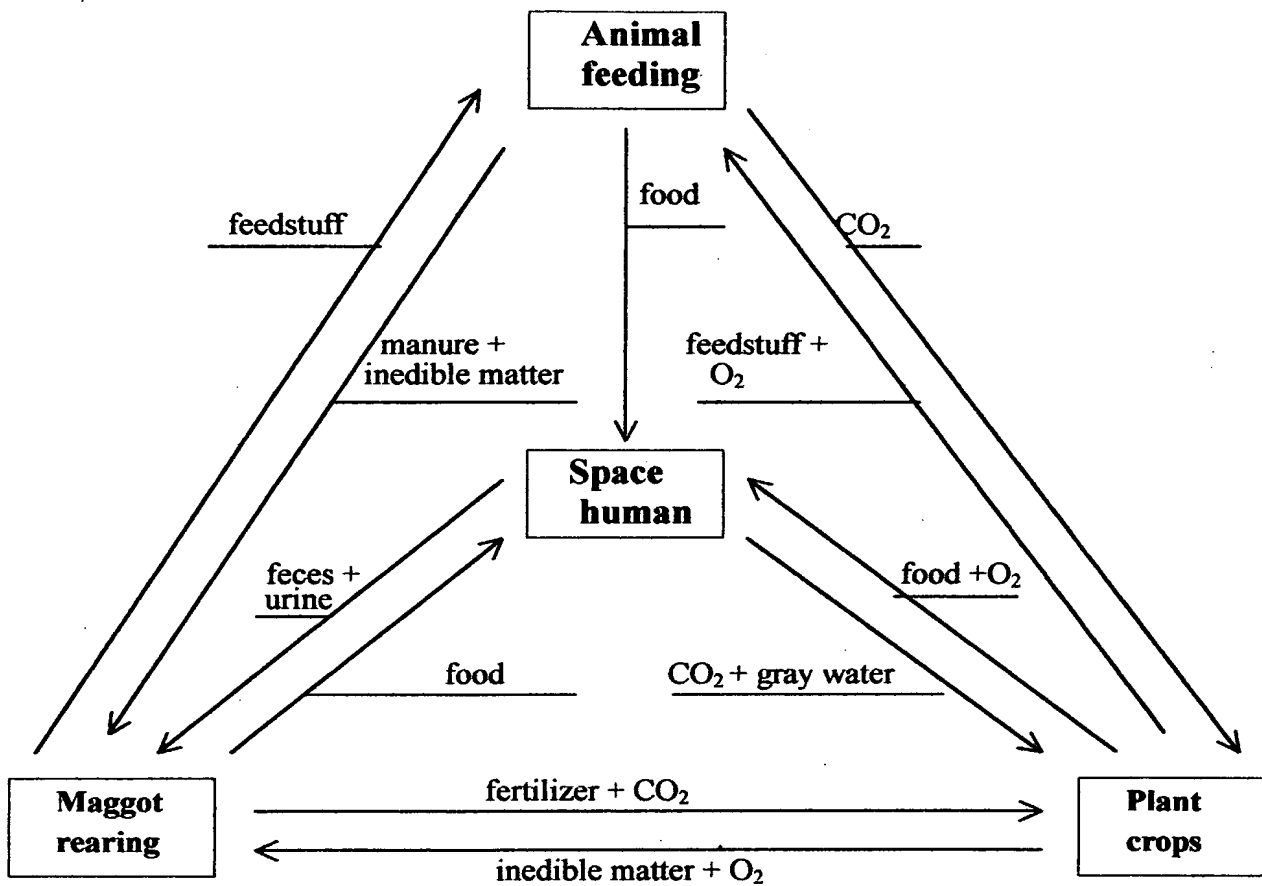 Animal
feeding
food
feedstuff
CO₂
manure +
inedible matter
feedstuff +
O₂
Space
human
feces +
urine
food +O₂
food
CO₂ + gray water
Maggot
rearing
fertilizer + CO₂
Plant
crops
inedible matter + O₂